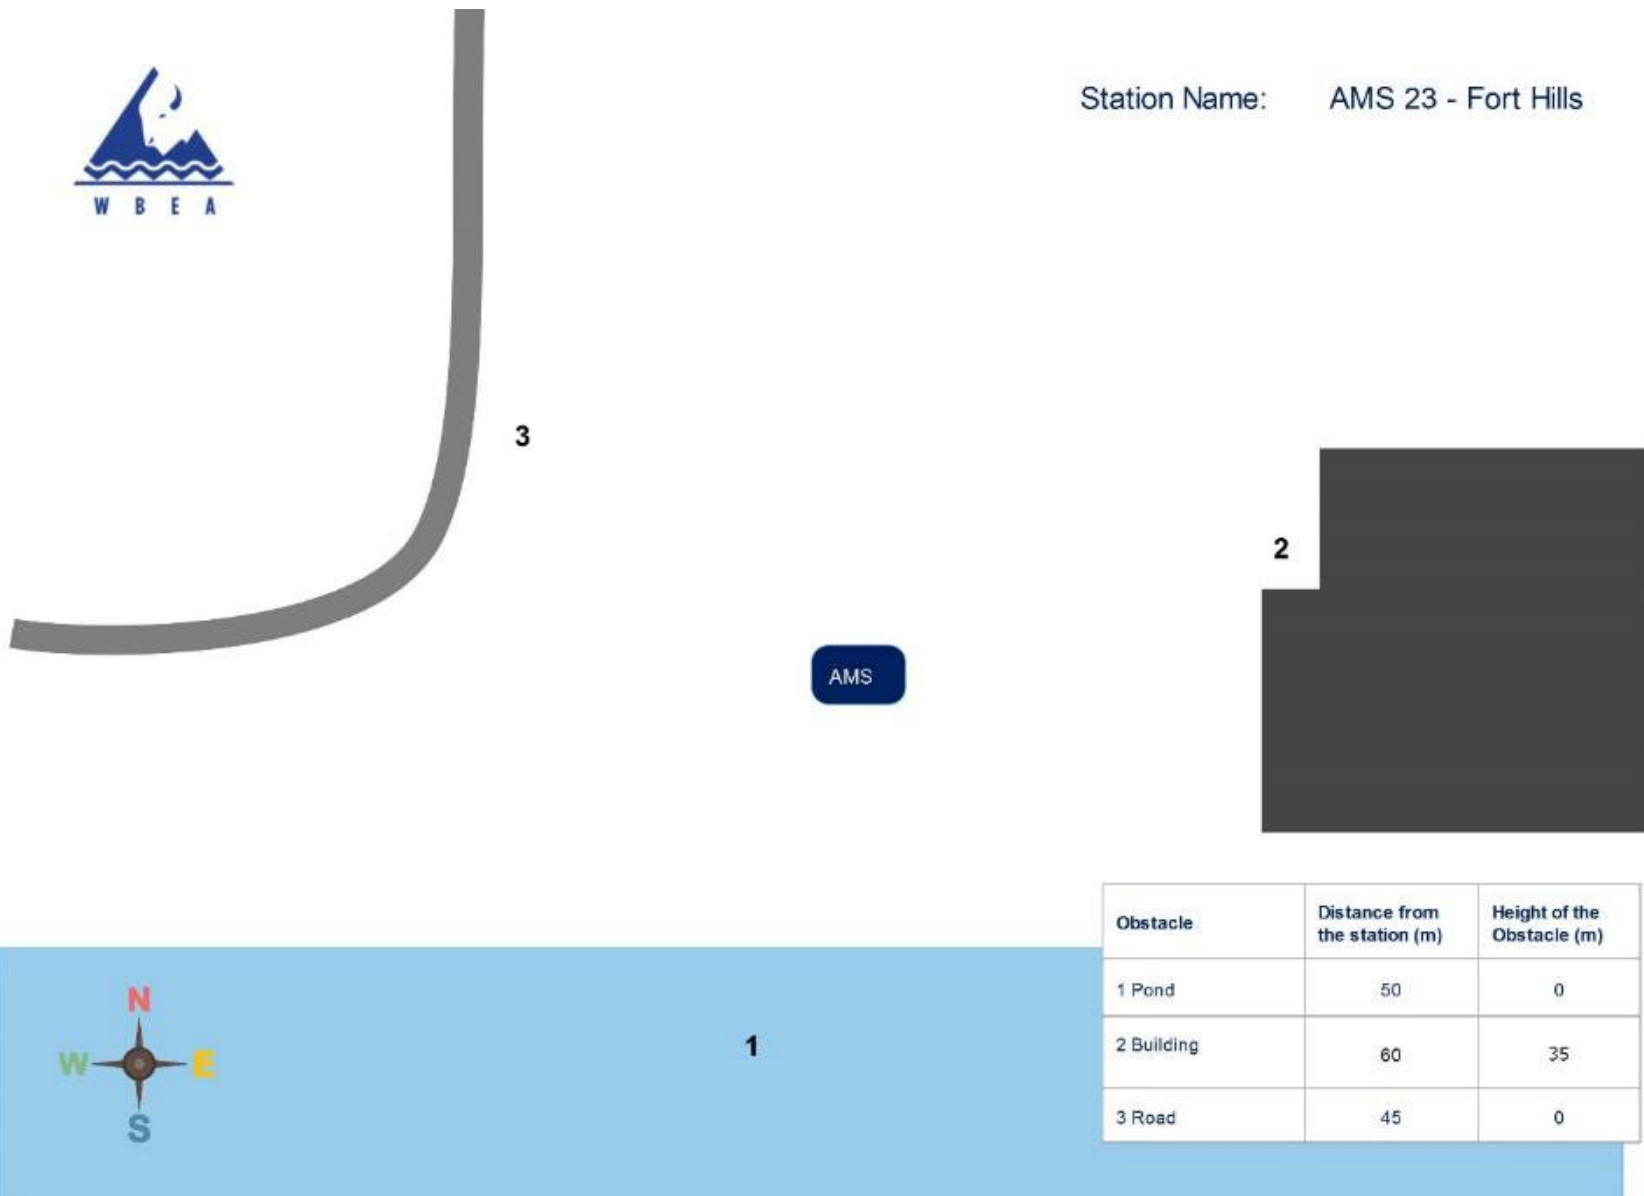 Station Name: AMS 23 - Fort Hills
W B E A
3
2
AMS
Obstacle Distance from the station (m) Height of the Obstacle (m)
1 Pond 50 0
2 Building 60 35
3 Road 45 0
N
W E
S
1